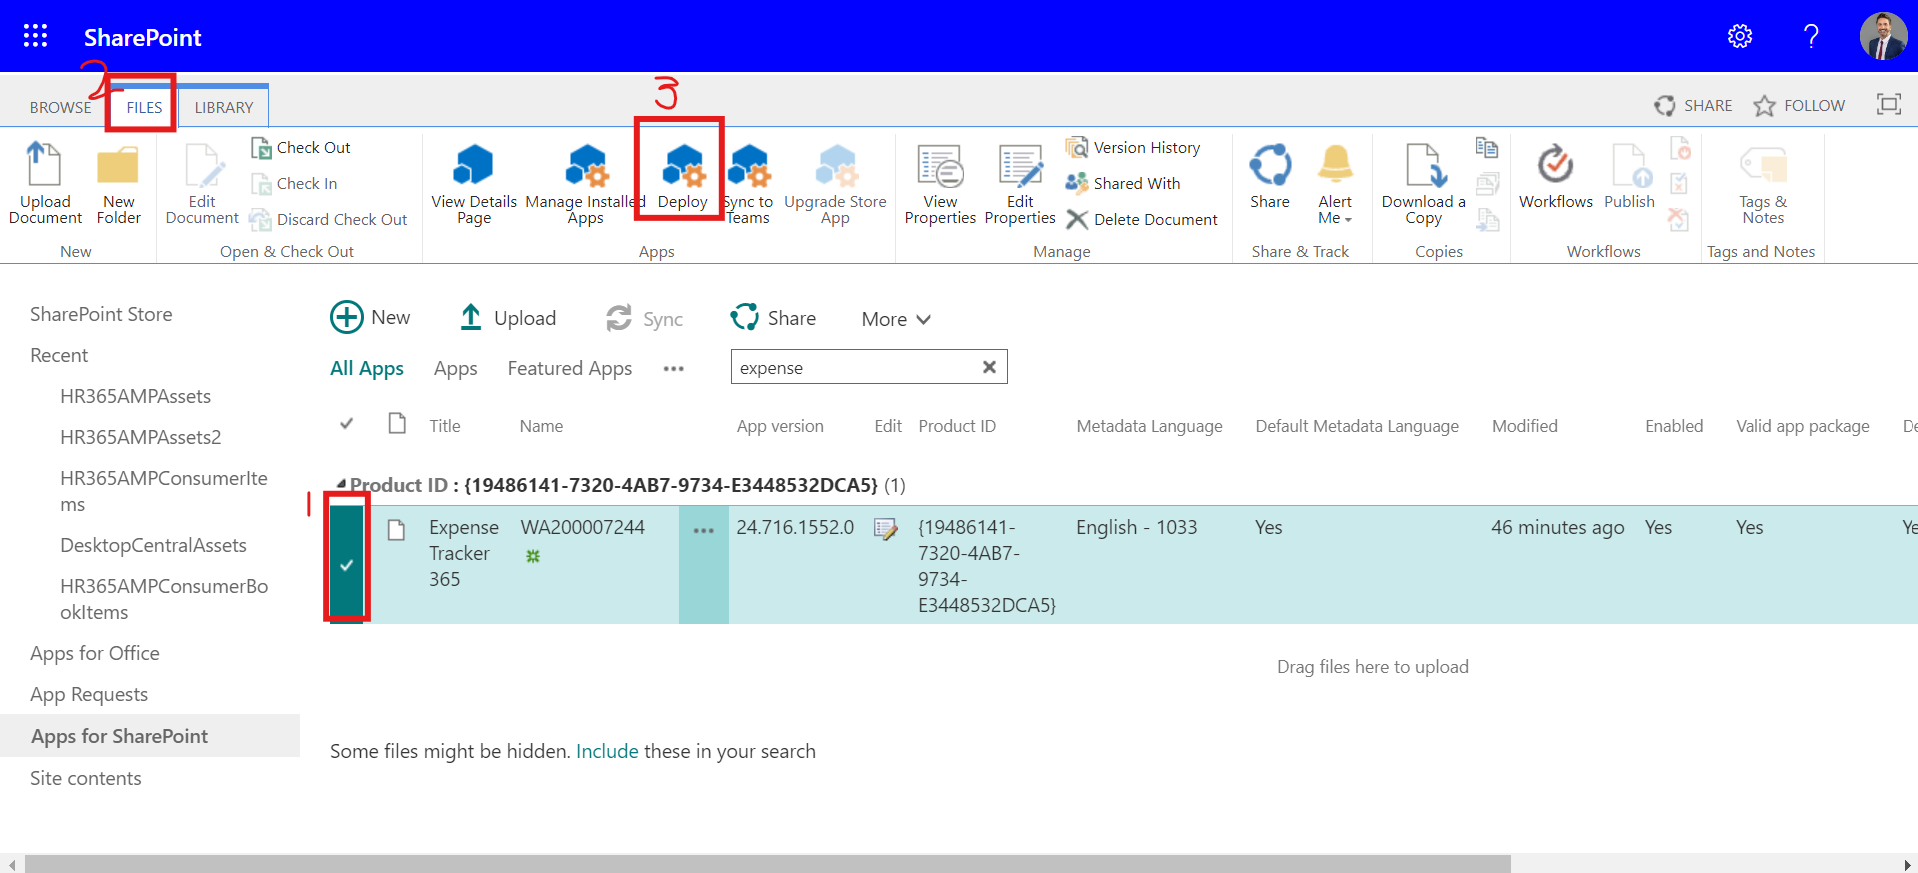 SharePoint
2
3
BROWSE FILES LIBRARY SHARE FOLLOW
Upload Document
New Folder
New
Edit Document
Check Out
Check In
Discard Check Out
Open & Check Out
View Details Page
Manage Installed Apps
Deploy
Sync to Teams
Upgrade Store App
Apps
View Properties
Edit Properties
Version History
Shared With
Delete Document
Manage
Share
Alert Me
Share & Track
Download a Copy
Copies
Workflows
Publish
Workflows
Tags & Notes
Tags and Notes
SharePoint Store
Recent
HR365AMPAssets
HR365AMPAssets2
HR365AMPConsumerIte
ms
DesktopCentralAssets
HR365AMPConsumerBo
okItems
Apps for Office
App Requests
Apps for SharePoint
Site contents
New Upload Sync Share More
All Apps Apps Featured Apps ••• expense
Title Name App version Edit Product ID Metadata Language Default Metadata Language Modified Enabled Valid app package De
Product ID : {19486141-7320-4AB7-9734-E3448532DCA5} (1)
1
Expense Tracker 365 WA200007244 ••• 24.716.1552.0 {19486141-7320-4AB7-9734-E3448532DCA5} English - 1033 Yes 46 minutes ago Yes Yes Ye
Drag files here to upload
Some files might be hidden. Include these in your search